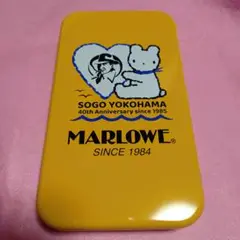 SOGO YOKOHAMA
40th Anniversary since 1985
MARLOWE®
SINCE 1984